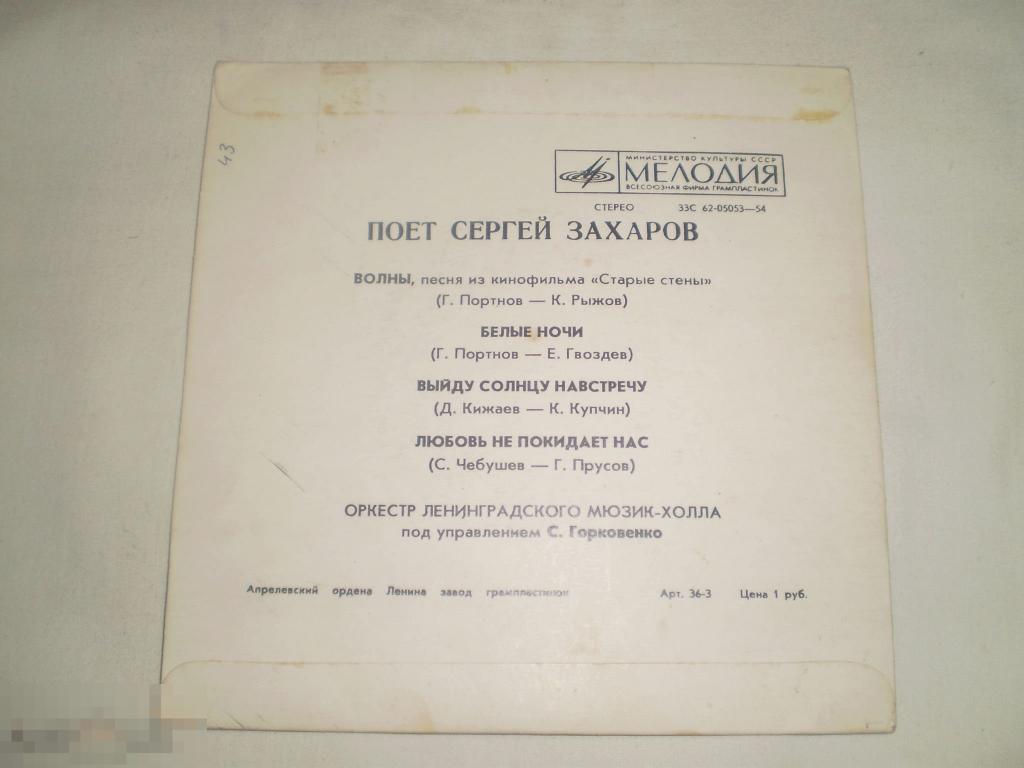 43
МИНИСТЕРСТВО КУЛЬТУРЫ СССР
МЕЛОДИЯ
ВСЕСОЮЗНАЯ ФИРМА ГРАМПЛАСТИНОК
СТЕРЕО 33С 62-05053—54
ПОЕТ СЕРГЕЙ ЗАХАРОВ
ВОЛНЫ, песня из кинофильма «Старые стены»
(Г. Портнов — К. Рыжов)
БЕЛЫЕ НОЧИ
(Г. Портнов — Е. Гвоздев)
ВЫЙДУ СОЛНЦУ НАВСТРЕЧУ
(Д. Кижаев — К. Купчин)
ЛЮБОВЬ НЕ ПОКИДАЕТ НАС
(С. Чебушев — Г. Прусов)
ОРКЕСТР ЛЕНИНГРАДСКОГО МЮЗИК-ХОЛЛА
под управлением С. Горковенко
Апрелевский ордена Ленина завод грампластинок Арт. 36-3 Цена 1 руб.